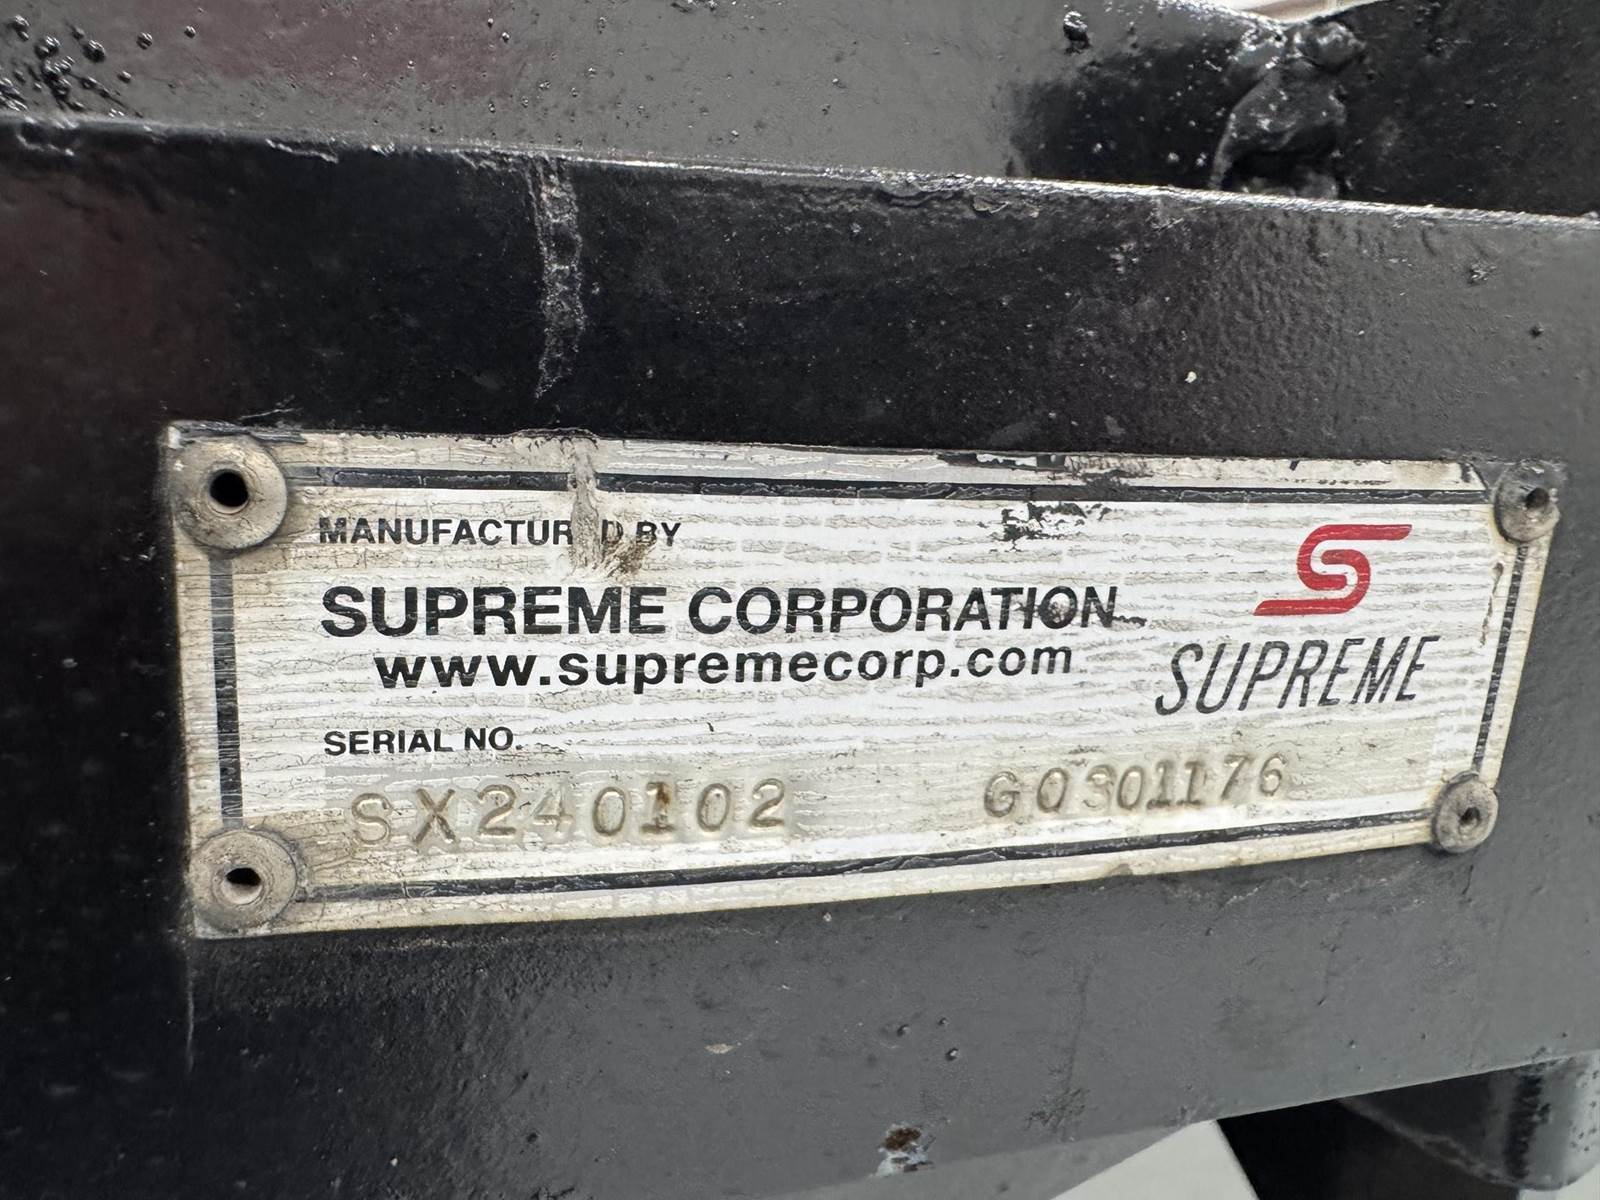 MANUFACTURED BY
SUPREME CORPORATION
www.supremecorp.com
SUPREME
SERIAL NO.
SX240102 G0301176